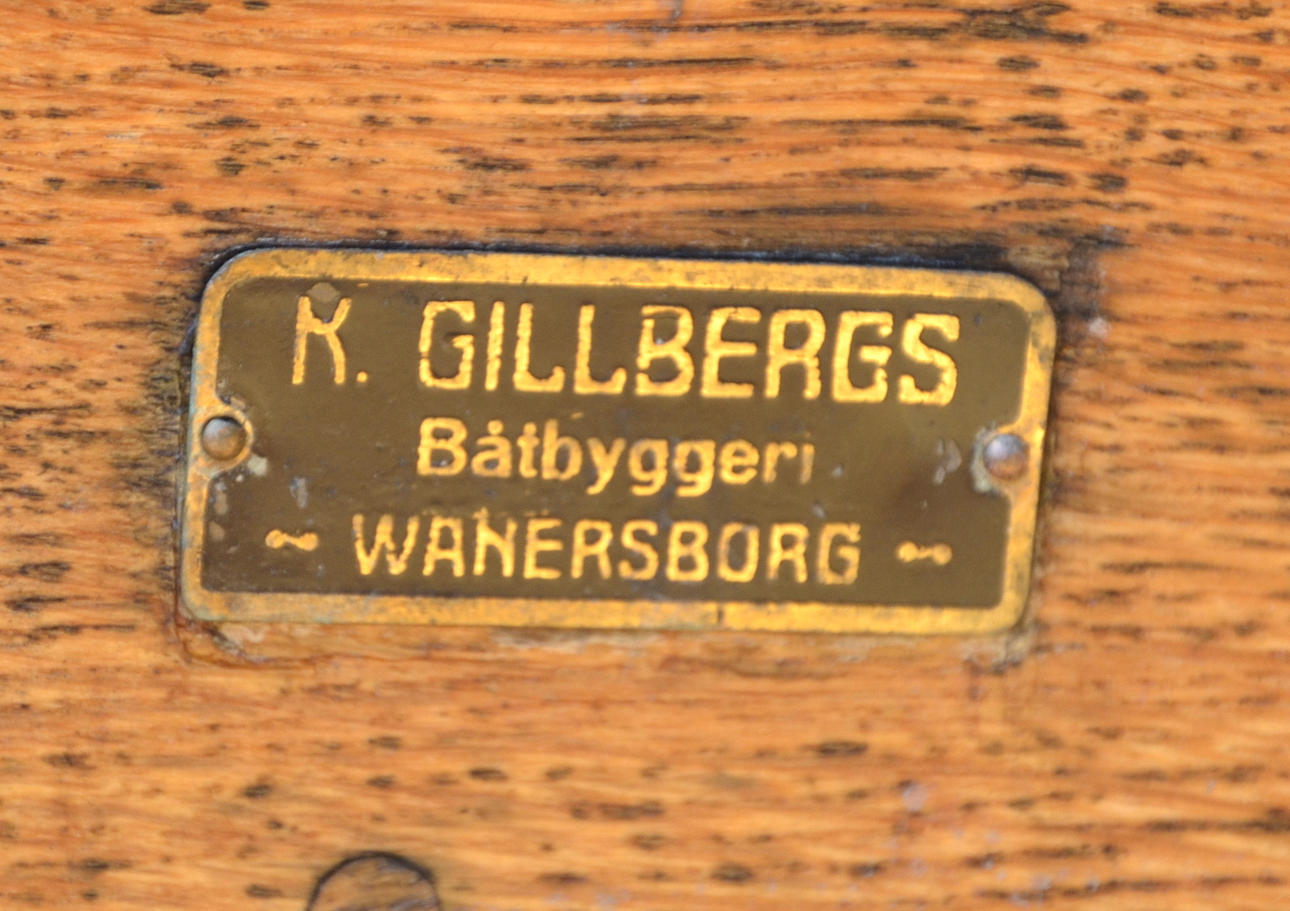 K. GILLBERGS
Båtbyggeri
~ WANERSBORG ~